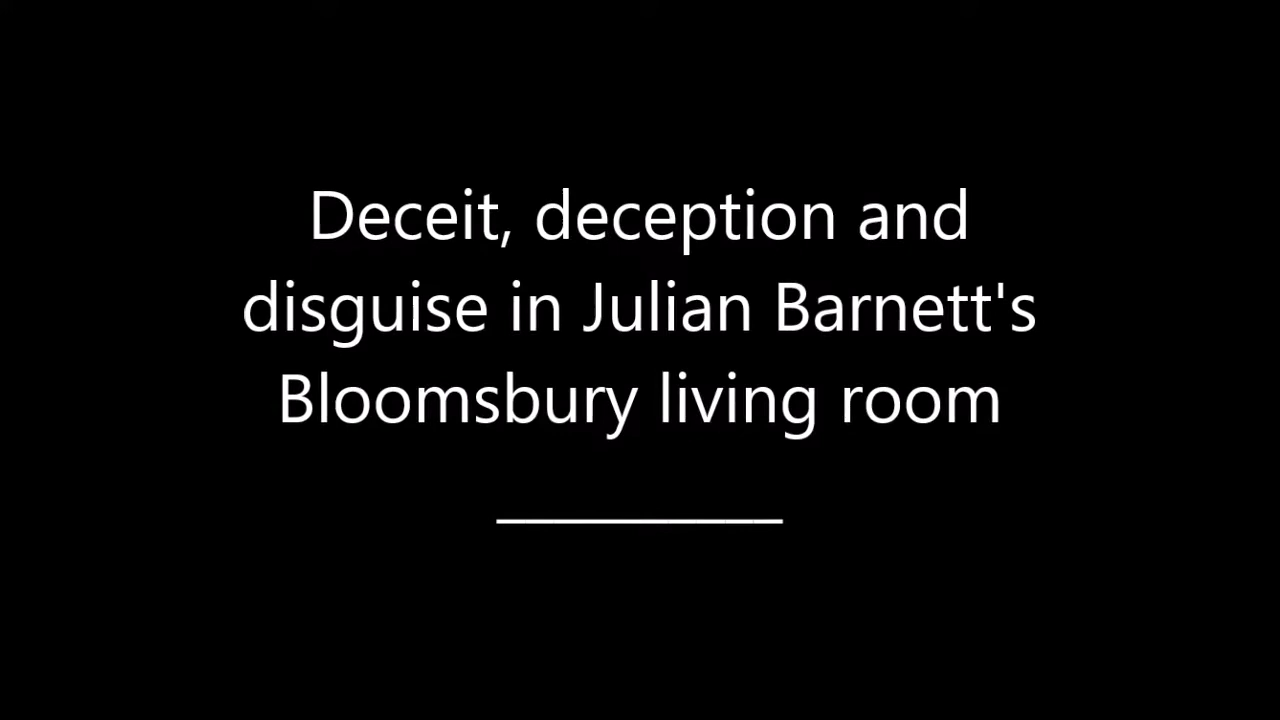 Deceit, deception and
disguise in Julian Barnett's
Bloomsbury living room